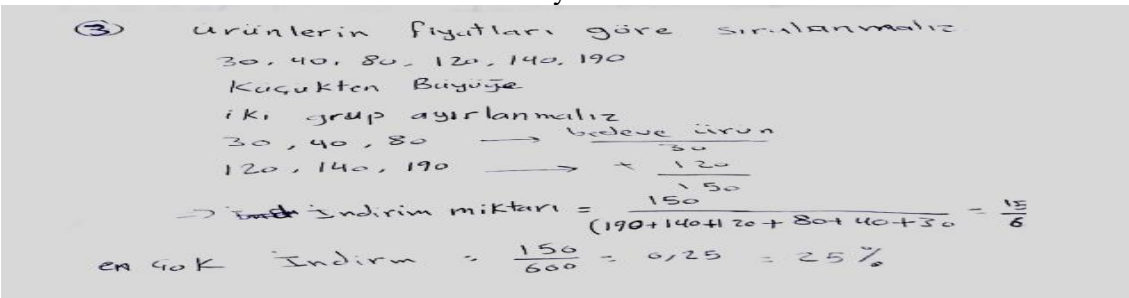 ③ ürünlerin fiyatları göre sıralanmalız
30, 40, 80, 120, 140, 190
Küçükten Büyüğe
iki grup ayırlanmalız
30, 40, 80 → bedeve ürün
30
120, 140, 190 → + 120
150
→ İndirim miktarı = 150 / (190+140+120+80+40+30 = 15/6
en çok İndirm = 150/600 = 0,25 = 25%